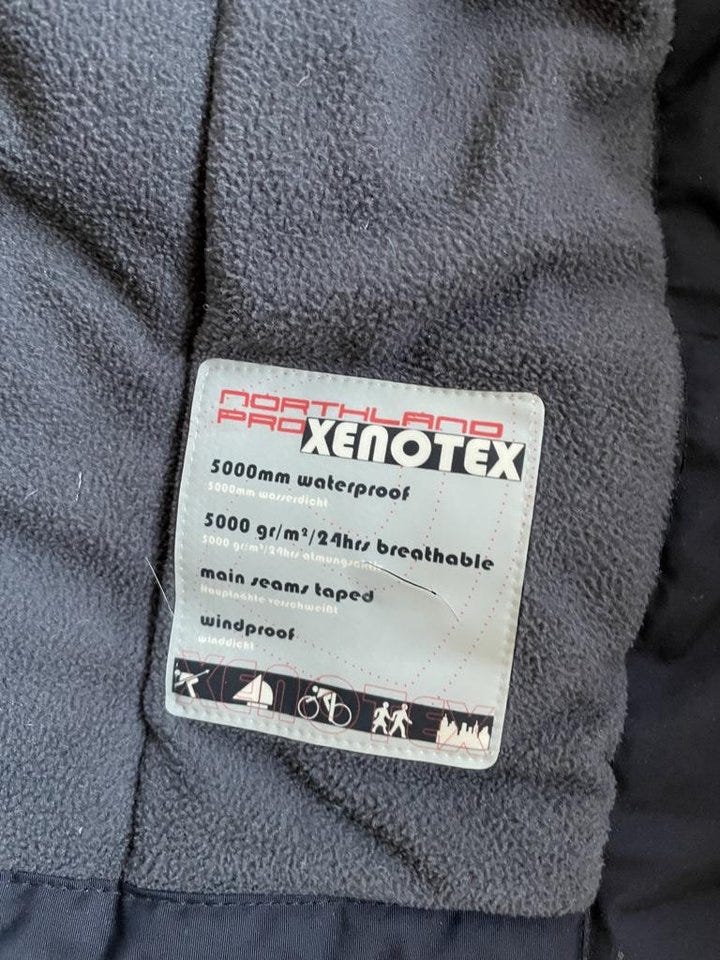 NORTHLAND
PRO XENOTEX
5000mm waterproof
5000mm wasserdicht
5000 gr/m²/24hrs breathable
5000 gr/m²/24hrs atmungsaktiv
main seams taped
hauptnähte verschweißt
windproof
winddicht
XENOTEX